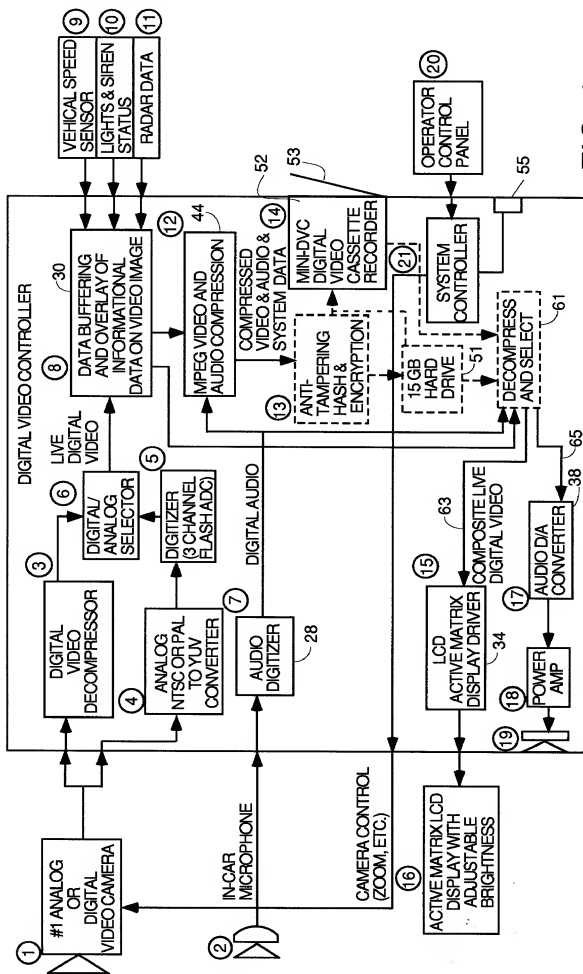 DIGITAL VIDEO CONTROLLER
1
#1 ANALOG
OR
DIGITAL
VIDEO CAMERA
2
IN-CAR
MICROPHONE
CAMERA CONTROL
(ZOOM, ETC.)
3
DIGITAL
VIDEO
DECOMPRESSOR
4
ANALOG
NTSC OR PAL
TO YUV
CONVERTER
5
DIGITIZER
(3 CHANNEL
FLASH ADC)
6
DIGITAL/
ANALOG
SELECTOR
LIVE
DIGITAL
VIDEO
7
AUDIO
DIGITIZER
28
DIGITAL AUDIO
8
30
DATA BUFFERING
AND OVERLAY OF
INFORMATIONAL
DATA ON VIDEO IMAGE
9
VEHICAL SPEED
SENSOR
10
LIGHTS & SIREN
STATUS
11
RADAR DATA
12
44
MPEG VIDEO AND
AUDIO COMPRESSION
COMPRESSED
VIDEO & AUDIO &
SYSTEM DATA
13
ANTI-
TAMPERING
HASH &
ENCRYPTION
14
52
53
MINI-DVC
DIGITAL
VIDEO
CASSETTE
RECORDER
15 GB
HARD
DRIVE
51
21
SYSTEM
CONTROLLER
20
OPERATOR
CONTROL
PANEL
55
DECOMPRESS
AND SELECT
61
63
COMPOSITE LIVE
DIGITAL VIDEO
65
15
LCD
ACTIVE MATRIX
DISPLAY DRIVER
34
16
ACTIVE MATRIX LCD
DISPLAY WITH
ADJUSTABLE
BRIGHTNESS
38
17
AUDIO D/A
CONVERTER
18
POWER
AMP
19